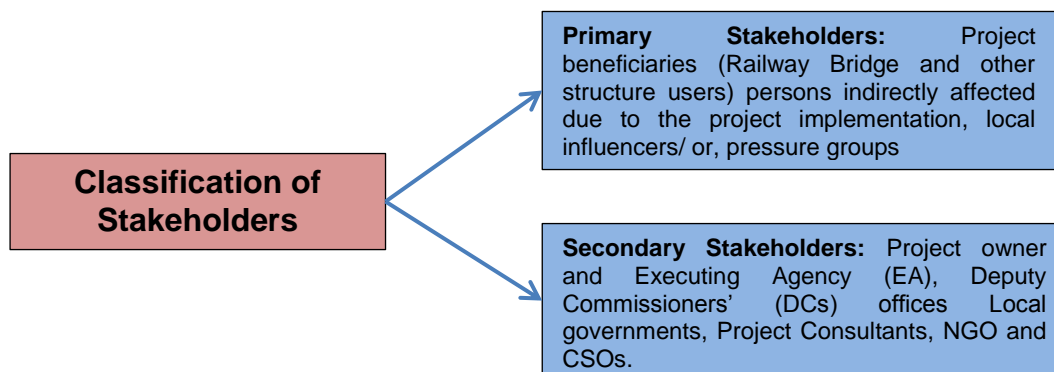 Classification of
Stakeholders
Primary Stakeholders: Project
beneficiaries (Railway Bridge and other
structure users) persons indirectly affected
due to the project implementation, local
influencers/ or, pressure groups
Secondary Stakeholders: Project owner
and Executing Agency (EA), Deputy
Commissioners’ (DCs) offices Local
governments, Project Consultants, NGO and
CSOs.